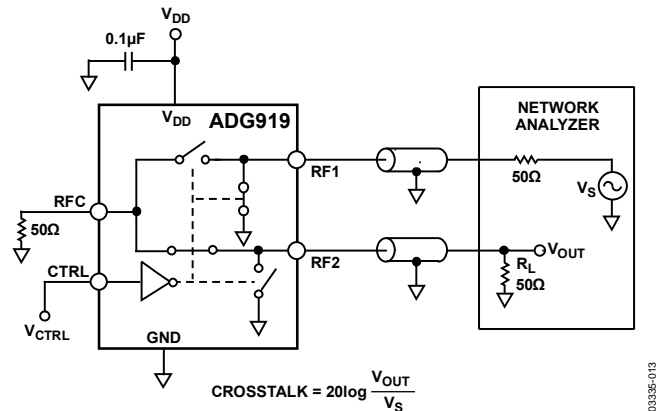 VDD
0.1µF
VDD
ADG919
NETWORK
ANALYZER
RF1
50Ω
VS
RFC
50Ω
RF2
VOUT
RL
50Ω
CTRL
VCTRL
GND
CROSSTALK = 20log VOUT
VS
03335-013